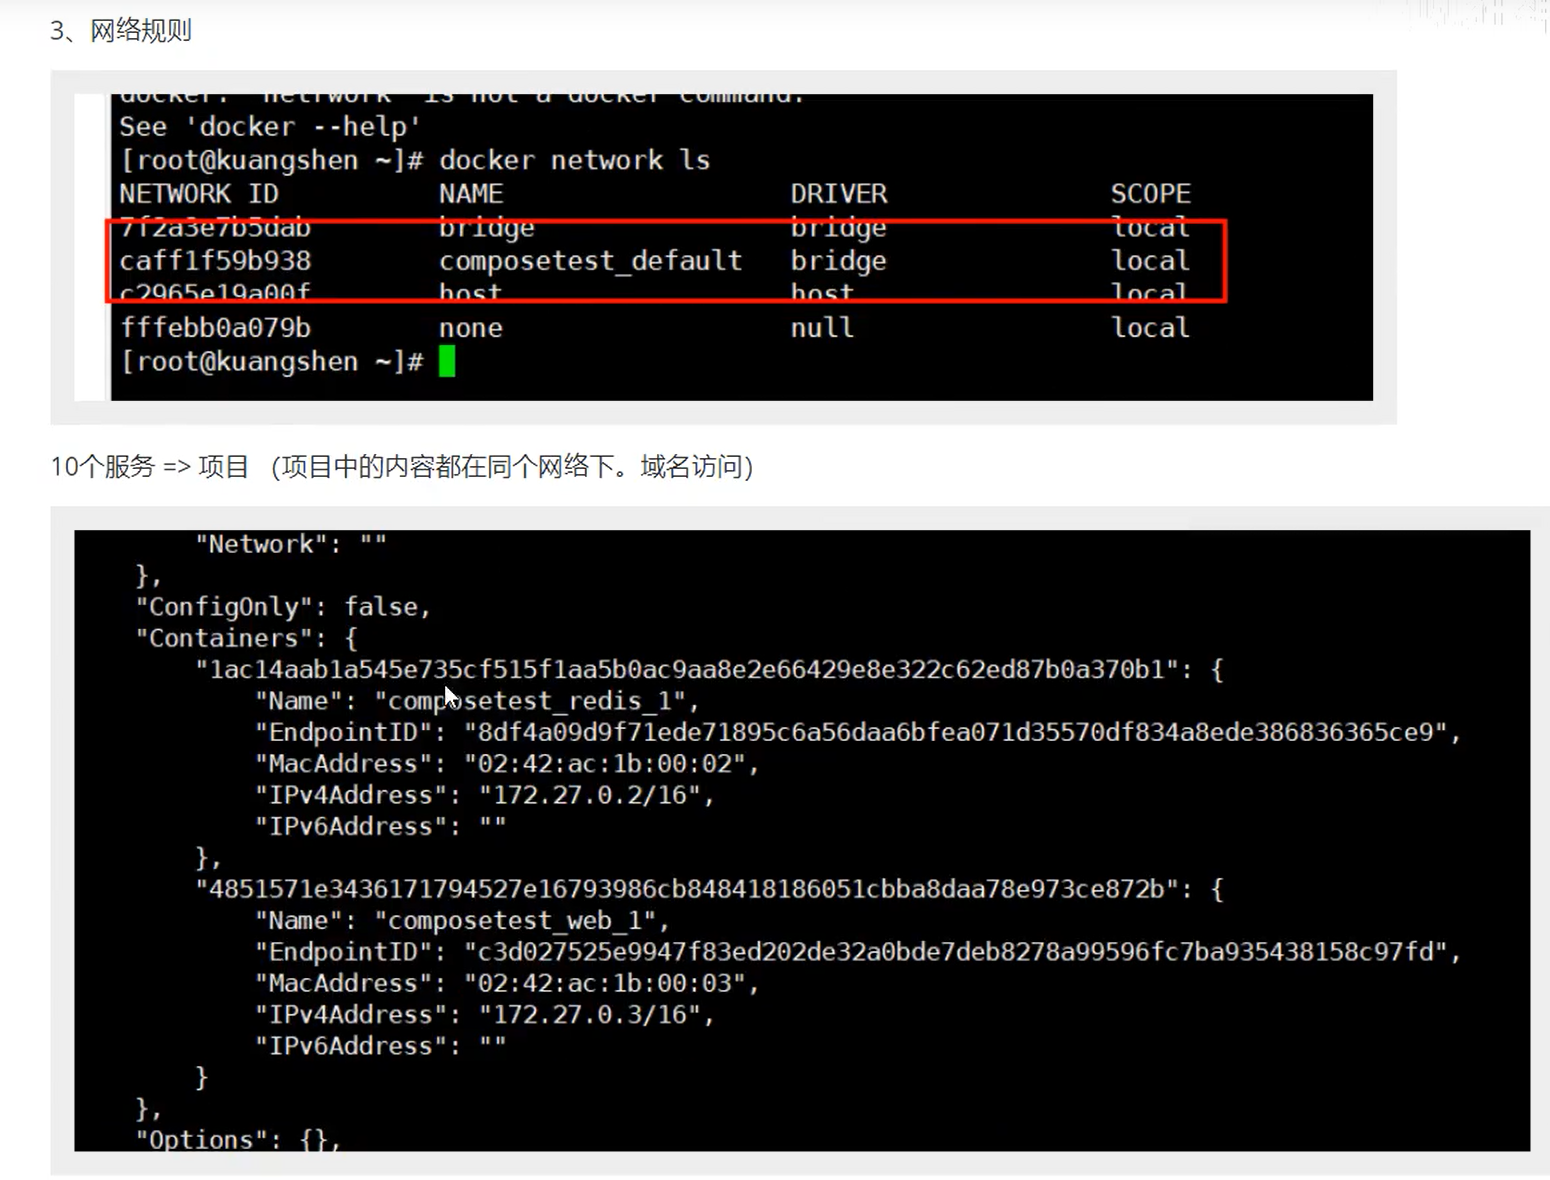 3、网络规则
docker: 'netrwork' is not a docker command.
See 'docker --help'
[root@kuangshen ~]# docker network ls
NETWORK ID NAME DRIVER SCOPE
7f2a3e7b5dab bridge bridge local
caff1f59b938 composetest_default bridge local
c2965e19a00f host host local
fffebb0a079b none null local
[root@kuangshen ~]#
10个服务 => 项目 (项目中的内容都在同个网络下。域名访问)
"Network": ""
},
"ConfigOnly": false,
"Containers": {
"1ac14aab1a545e735cf515f1aa5b0ac9aa8e2e66429e8e322c62ed87b0a370b1": {
"Name": "composetest_redis_1",
"EndpointID": "8df4a09d9f71ede71895c6a56daa6bfea071d35570df834a8ede386836365ce9",
"MacAddress": "02:42:ac:1b:00:02",
"IPv4Address": "172.27.0.2/16",
"IPv6Address": ""
},
"4851571e3436171794527e16793986cb848418186051cbba8daa78e973ce872b": {
"Name": "composetest_web_1",
"EndpointID": "c3d027525e9947f83ed202de32a0bde7deb8278a99596fc7ba935438158c97fd",
"MacAddress": "02:42:ac:1b:00:03",
"IPv4Address": "172.27.0.3/16",
"IPv6Address": ""
}
},
"Options": {},